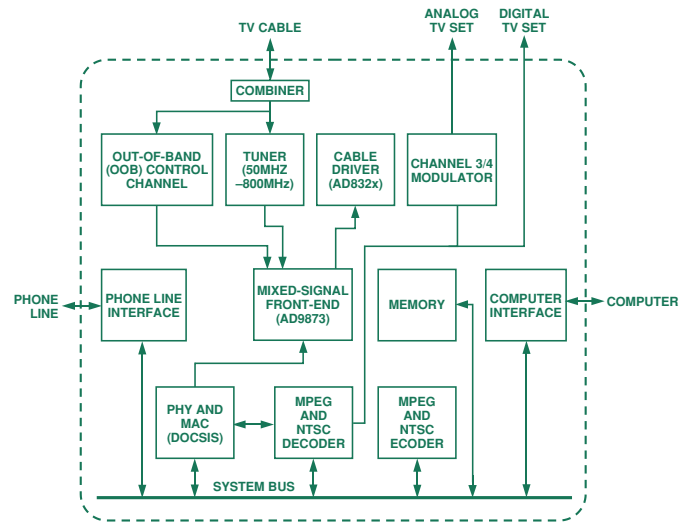 TV CABLE
ANALOG
TV SET
DIGITAL
TV SET
COMBINER
OUT-OF-BAND
(OOB) CONTROL
CHANNEL
TUNER
(50MHZ
–800MHz)
CABLE
DRIVER
(AD832x)
CHANNEL 3/4
MODULATOR
PHONE
LINE
PHONE LINE
INTERFACE
MIXED-SIGNAL
FRONT-END
(AD9873)
MEMORY
COMPUTER
INTERFACE
COMPUTER
PHY AND
MAC
(DOCSIS)
MPEG
AND
NTSC
DECODER
MPEG
AND
NTSC
ECODER
SYSTEM BUS